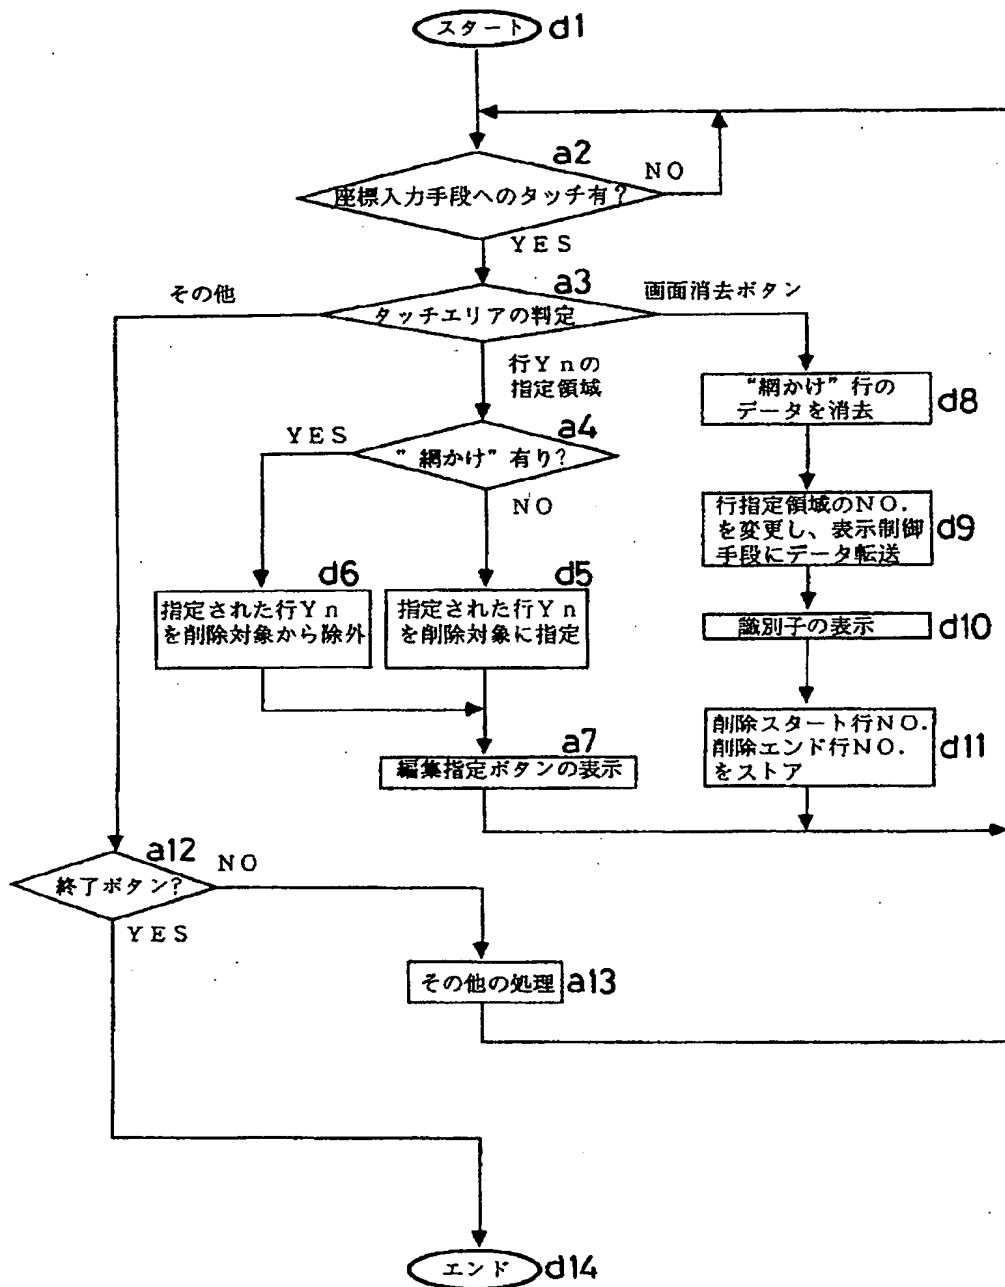 スタート d1
a2
座標入力手段へのタッチ有?
NO
YES
a3
タッチエリアの判定
その他
画面消去ボタン
行Ynの
指定領域
a4
”網かけ”有り?
YES
NO
d6
指定された行Yn
を削除対象から除外
d5
指定された行Yn
を削除対象に指定
a7
編集指定ボタンの表示
“網かけ”行の
データを消去
d8
行指定領域のNO.
を変更し、表示制御
手段にデータ転送
d9
識別子の表示
d10
削除スタート行NO.
削除エンド行NO.
をストア
d11
a12
終了ボタン?
NO
YES
その他の処理 a13
エンド d14